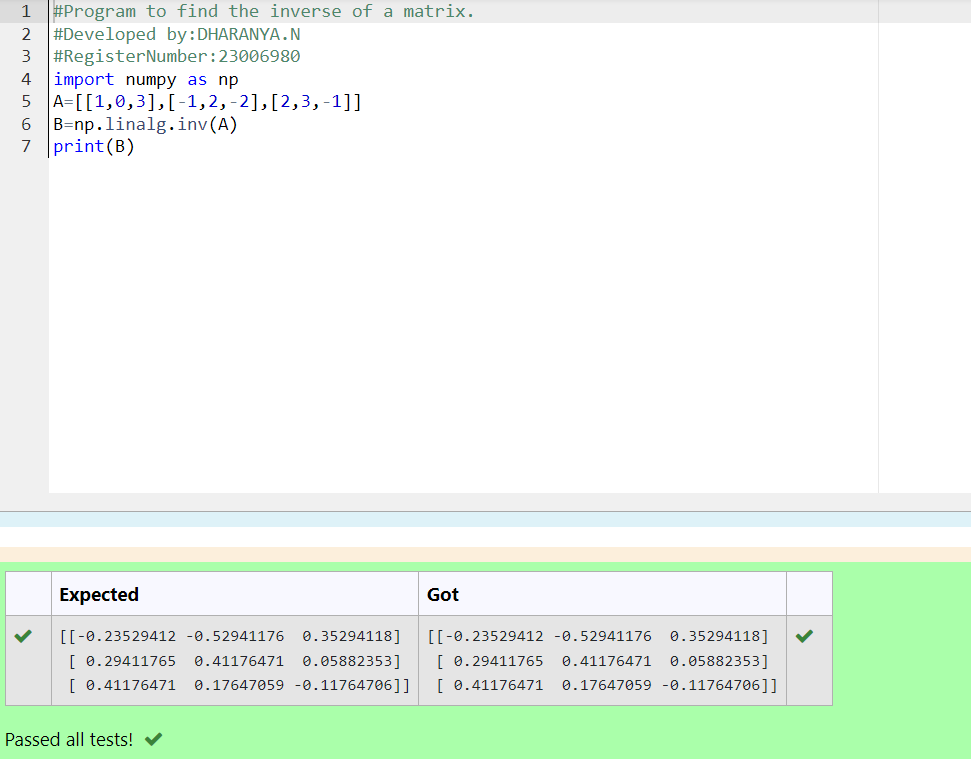 1 #Program to find the inverse of a matrix.
2 #Developed by:DHARANYA.N
3 #RegisterNumber:23006980
4 import numpy as np
5 A=[[1,0,3],[-1,2,-2],[2,3,-1]]
6 B=np.linalg.inv(A)
7 print(B)
Expected Got
[[-0.23529412 -0.52941176  0.35294118] [[-0.23529412 -0.52941176  0.35294118]
[ 0.29411765  0.41176471  0.05882353] [ 0.29411765  0.41176471  0.05882353]
[ 0.41176471  0.17647059 -0.11764706]] [ 0.41176471  0.17647059 -0.11764706]]
Passed all tests!